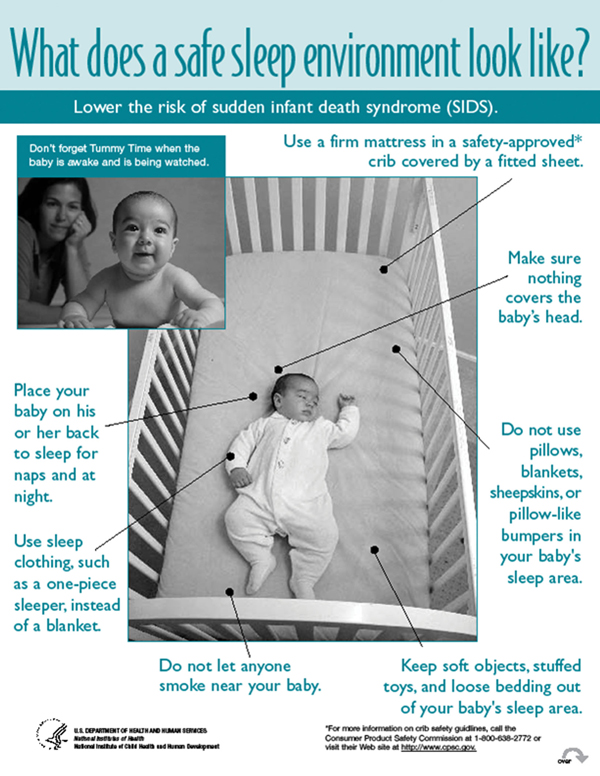 What does a safe sleep environment look like?
Lower the risk of sudden infant death syndrome (SIDS).
Don't forget Tummy Time when the
baby is awake and is being watched.
Use a firm mattress in a safety-approved*
crib covered by a fitted sheet.
Make sure
nothing
covers the
baby's head.
Place your
baby on his
or her back
to sleep for
naps and at
night.
Do not use
pillows,
blankets,
sheepskins, or
pillow-like
bumpers in
your baby's
sleep area.
Use sleep
clothing, such
as a one-piece
sleeper, instead
of a blanket.
Do not let anyone
smoke near your baby.
Keep soft objects, stuffed
toys, and loose bedding out
of your baby's sleep area.
U.S. DEPARTMENT OF HEALTH AND HUMAN SERVICES
National Institutes of Health
National Institute of Child Health and Human Development
*For more information on crib safety guidlines, call the
Consumer Product Safety Commission at 1-800-638-2772 or
visit their Web site at http://www.cpsc.gov.
over